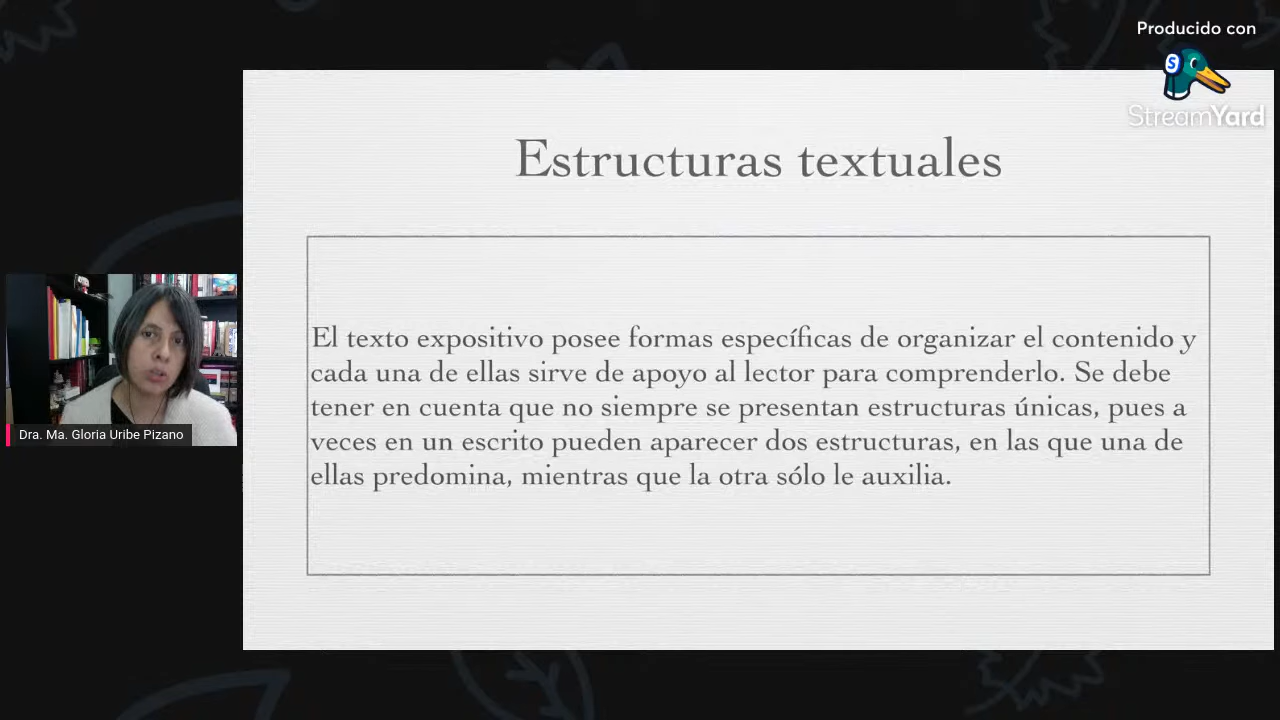 Producido con
StreamYard
Estructuras textuales
El texto expositivo posee formas específicas de organizar el contenido y
cada una de ellas sirve de apoyo al lector para comprenderlo. Se debe
tener en cuenta que no siempre se presentan estructuras únicas, pues a
veces en un escrito pueden aparecer dos estructuras, en las que una de
ellas predomina, mientras que la otra sólo le auxilia.
Dra. Ma. Gloria Uribe Pizano